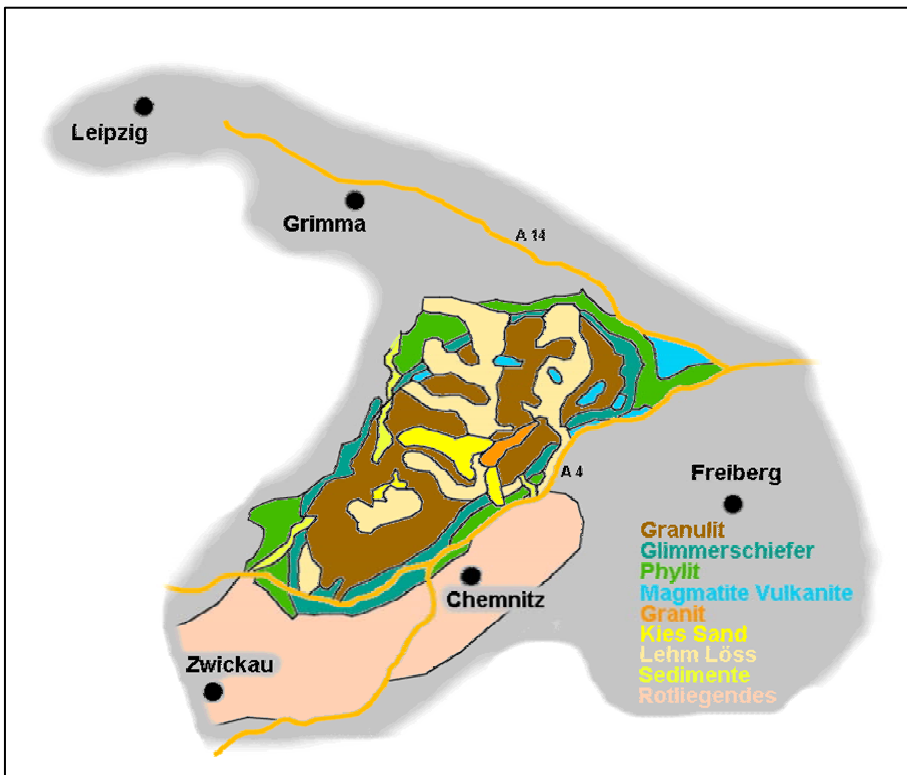 Leipzig
Grimma
A 14
A 4
Freiberg
Granulit
Glimmerschiefer
Phylit
Magmatite Vulkanite
Granit
Kies Sand
Lehm Löss
Sedimente
Rotliegendes
Chemnitz
Zwickau